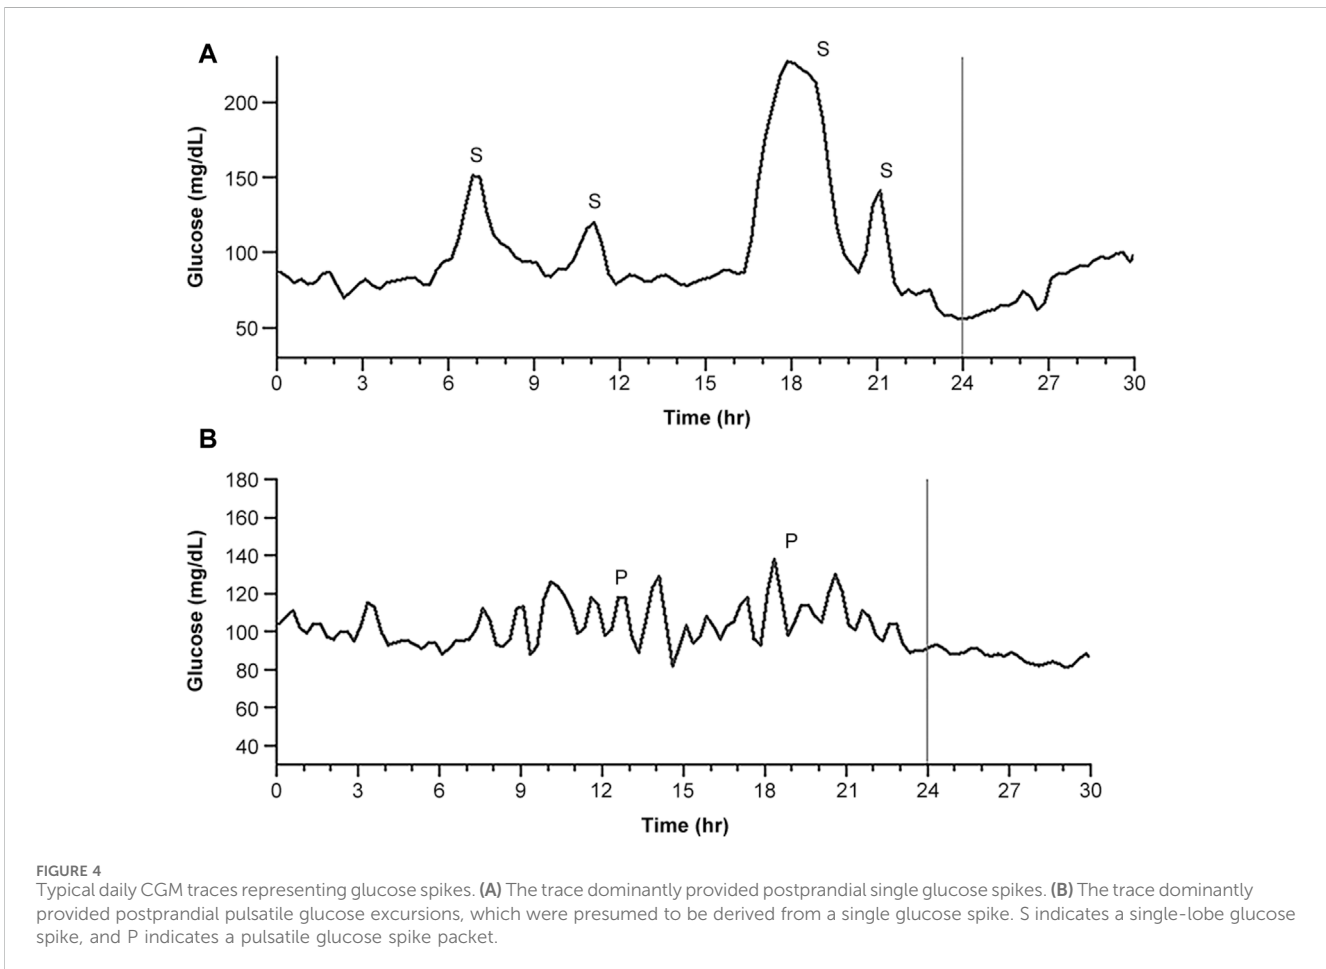 A
S
S
S
S
Glucose (mg/dL)
200
150
100
50
0 3 6 9 12 15 18 21 24 27 30
Time (hr)
B
P
P
Glucose (mg/dL)
180
160
140
120
100
80
60
40
0 3 6 9 12 15 18 21 24 27 30
Time (hr)
FIGURE 4
Typical daily CGM traces representing glucose spikes. (A) The trace dominantly provided postprandial single glucose spikes. (B) The trace dominantly
provided postprandial pulsatile glucose excursions, which were presumed to be derived from a single glucose spike. S indicates a single-lobe glucose
spike, and P indicates a pulsatile glucose spike packet.